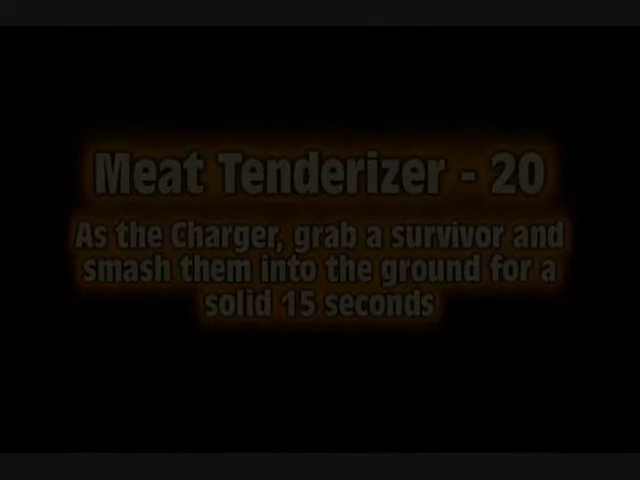 Meat Tenderizer - 20
As the Charger, grab a survivor and
smash them into the ground for a
solid 15 seconds